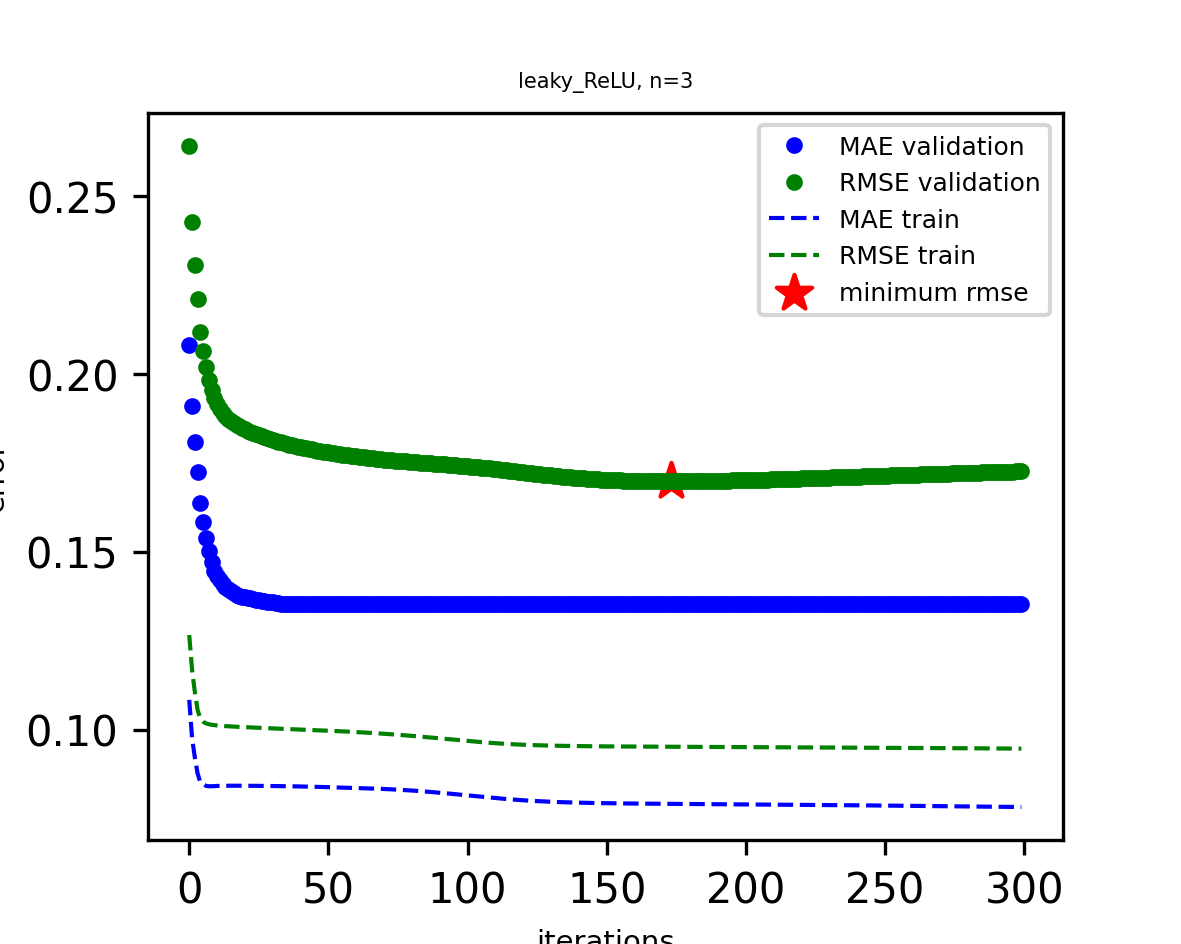 leaky_ReLU, n=3
MAE validation
RMSE validation
MAE train
RMSE train
minimum rmse
0.25
0.20
0.15
0.10
error
0 50 100 150 200 250 300
iterations